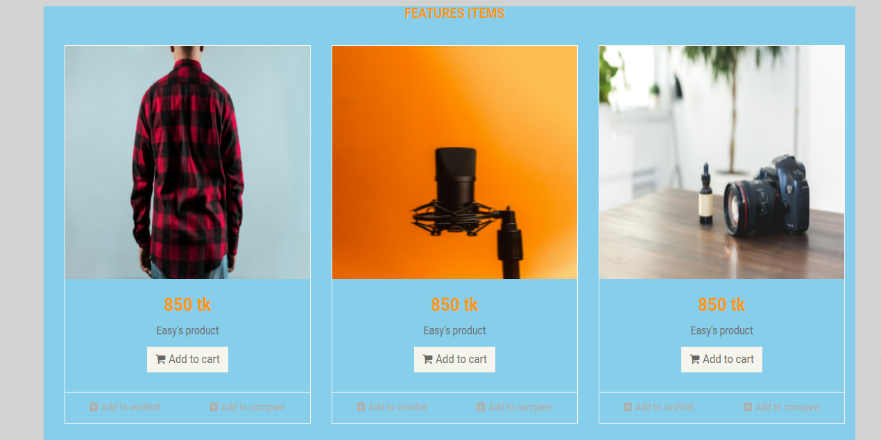 FEATURES ITEMS
850 tk
Easy's product
Add to cart
Add to wishlist
Add to compare
850 tk
Easy's product
Add to cart
Add to wishlist
Add to compare
850 tk
Easy's product
Add to cart
Add to wishlist
Add to compare